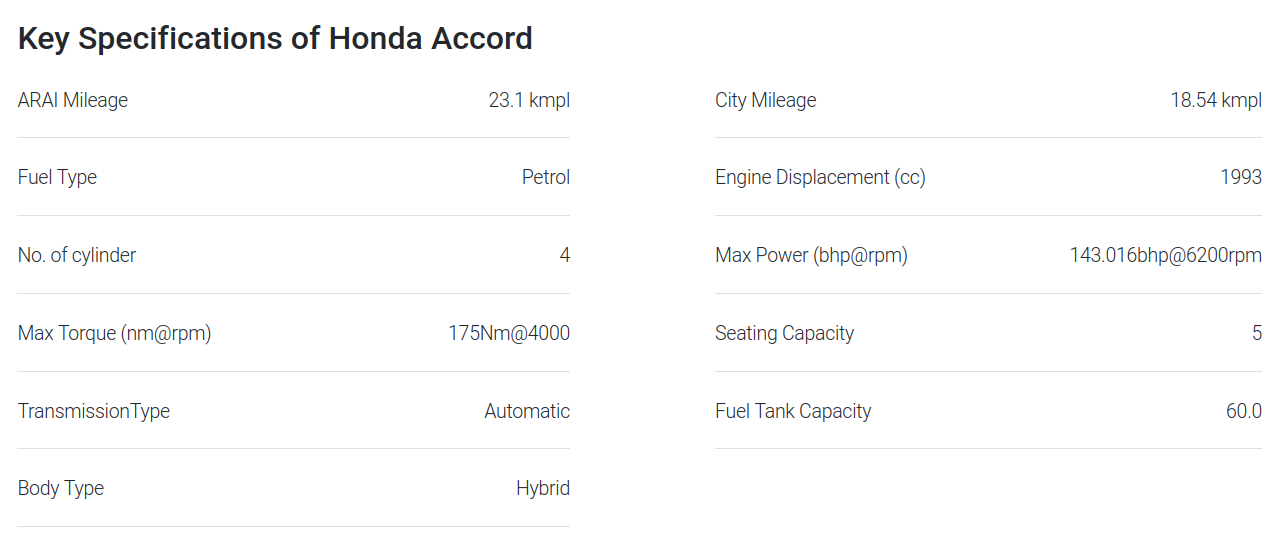 Key Specifications of Honda Accord
ARAI Mileage 23.1 kmpl
City Mileage 18.54 kmpl
Fuel Type Petrol
Engine Displacement (cc) 1993
No. of cylinder 4
Max Power (bhp@rpm) 143.016bhp@6200rpm
Max Torque (nm@rpm) 175Nm@4000
Seating Capacity 5
TransmissionType Automatic
Fuel Tank Capacity 60.0
Body Type Hybrid